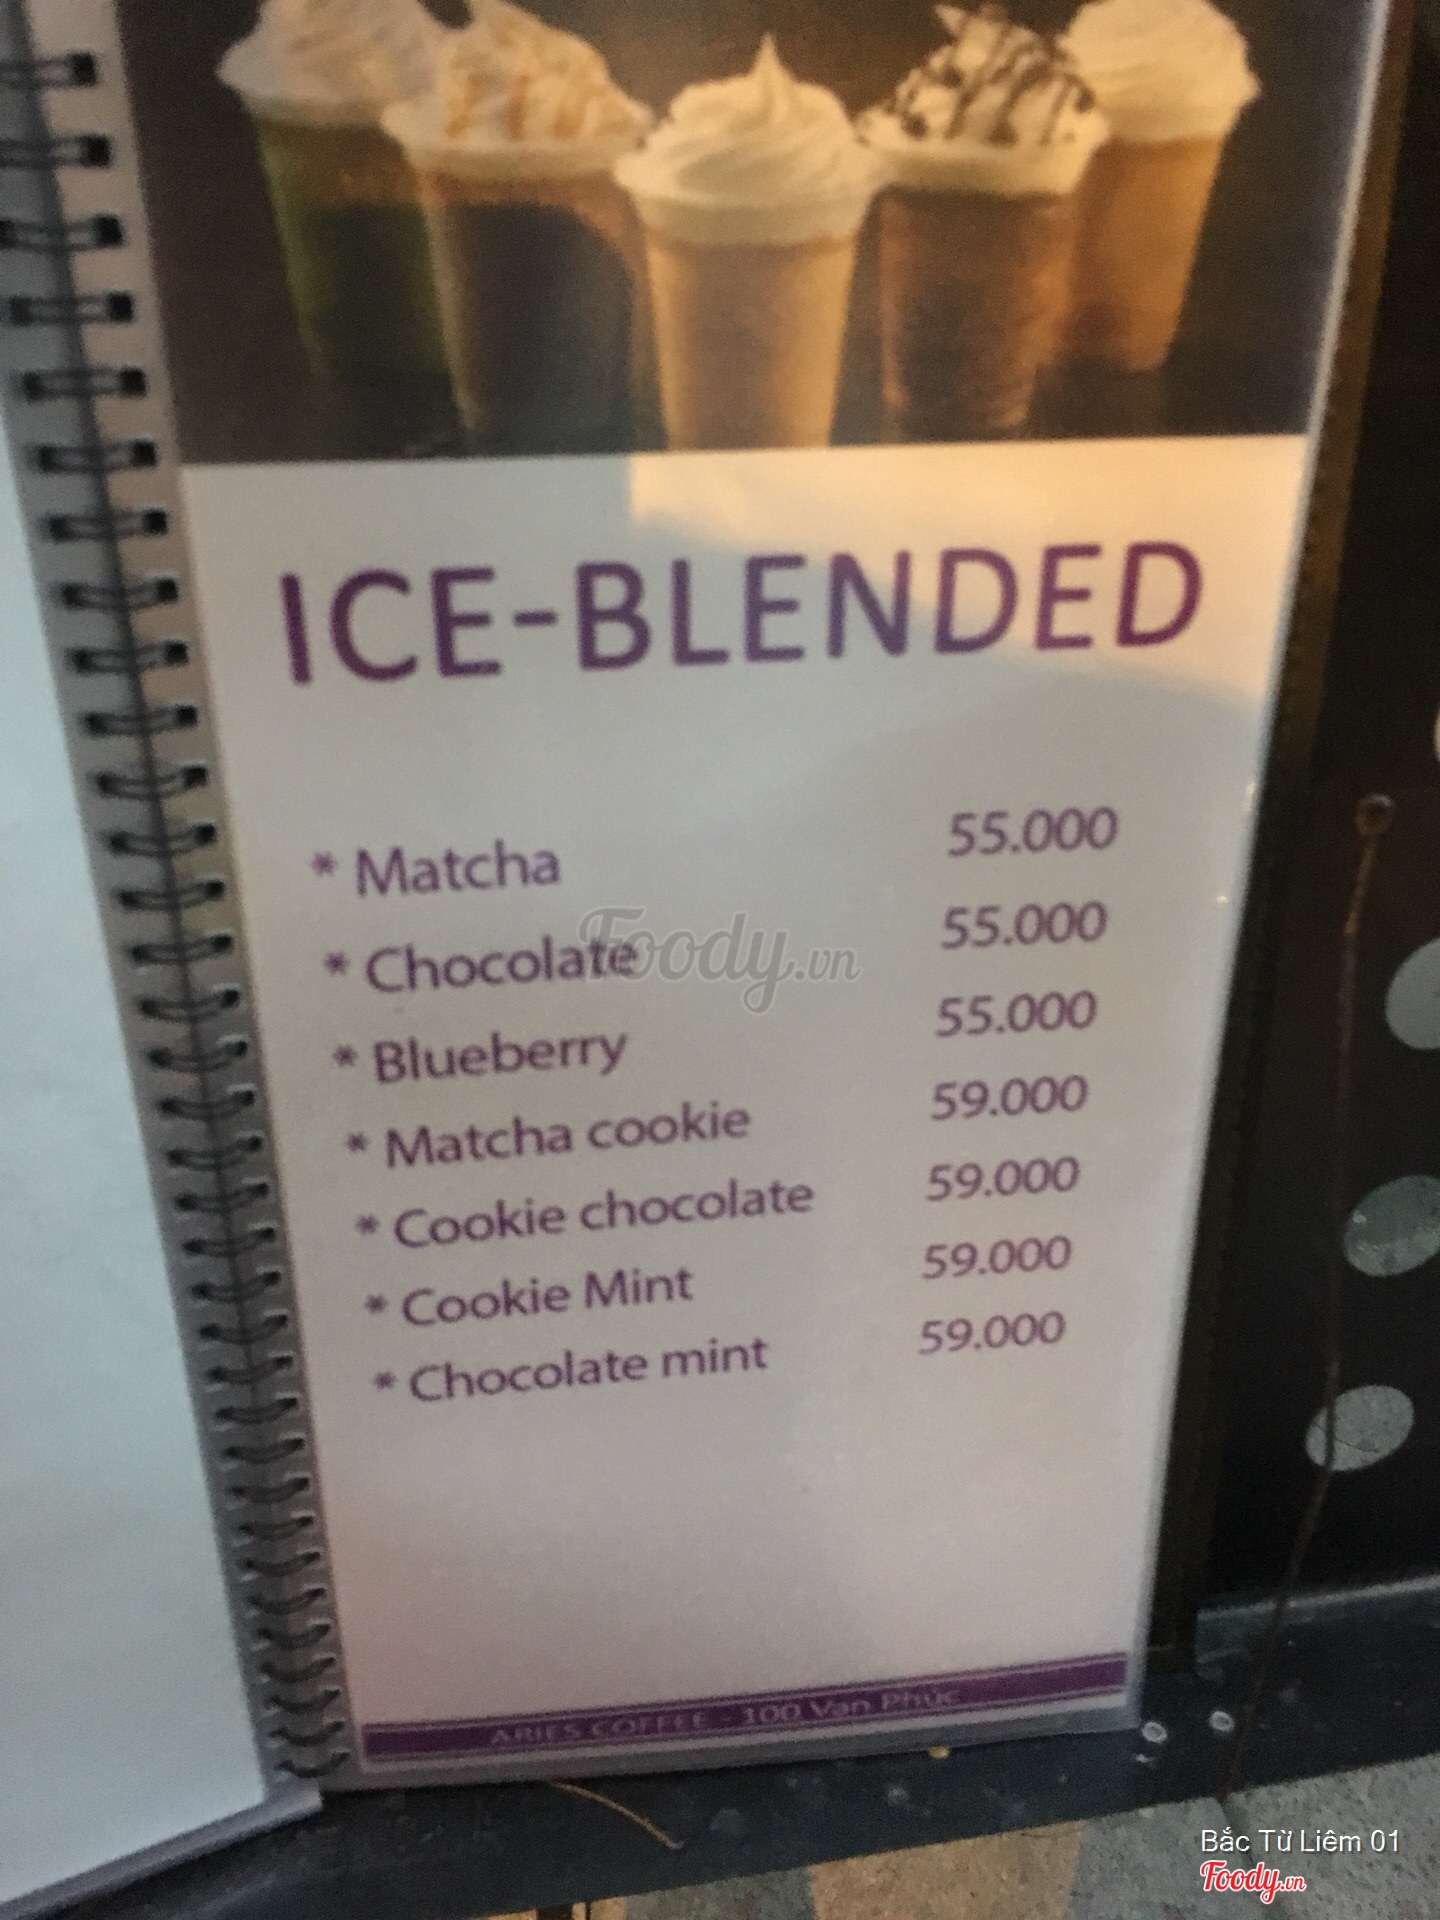 ICE-BLENDED
* Matcha 55.000
* Chocolate 55.000
* Blueberry 55.000
* Matcha cookie 59.000
* Cookie chocolate 59.000
* Cookie Mint 59.000
* Chocolate mint 59.000
Foody.vn
ARIES COFFEE - 100 Vạn Phúc
Bắc Từ Liêm 01
Foody.vn